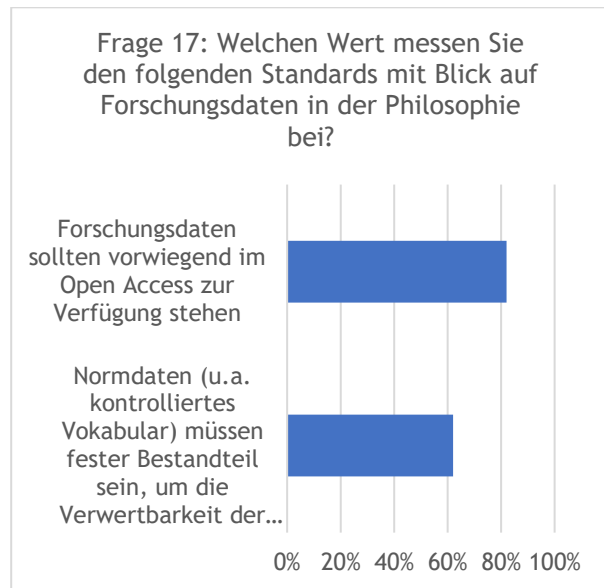 Frage 17: Welchen Wert messen Sie
den folgenden Standards mit Blick auf
Forschungsdaten in der Philosophie
bei?
Forschungsdaten
sollten vorwiegend im
Open Access zur
Verfügung stehen
Normdaten (u.a.
kontrolliertes
Vokabular) müssen
fester Bestandteil
sein, um die
Verwertbarkeit der…
0% 20% 40% 60% 80% 100%